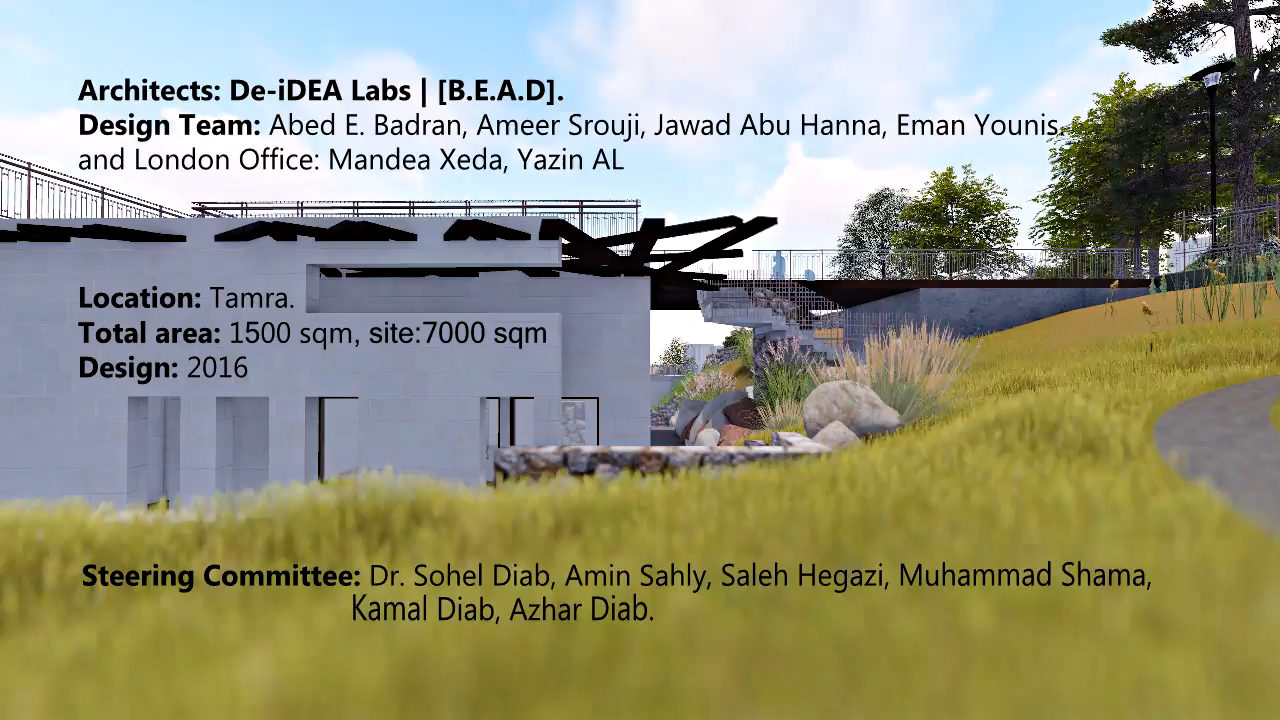 Architects: De-iDEA Labs | [B.E.A.D].
Design Team: Abed E. Badran, Ameer Srouji, Jawad Abu Hanna, Eman Younis.
and London Office: Mandea Xeda, Yazin AL
Location: Tamra.
Total area: 1500 sqm, site:7000 sqm
Design: 2016
Steering Committee: Dr. Sohel Diab, Amin Sahly, Saleh Hegazi, Muhammad Shama,
Kamal Diab, Azhar Diab.